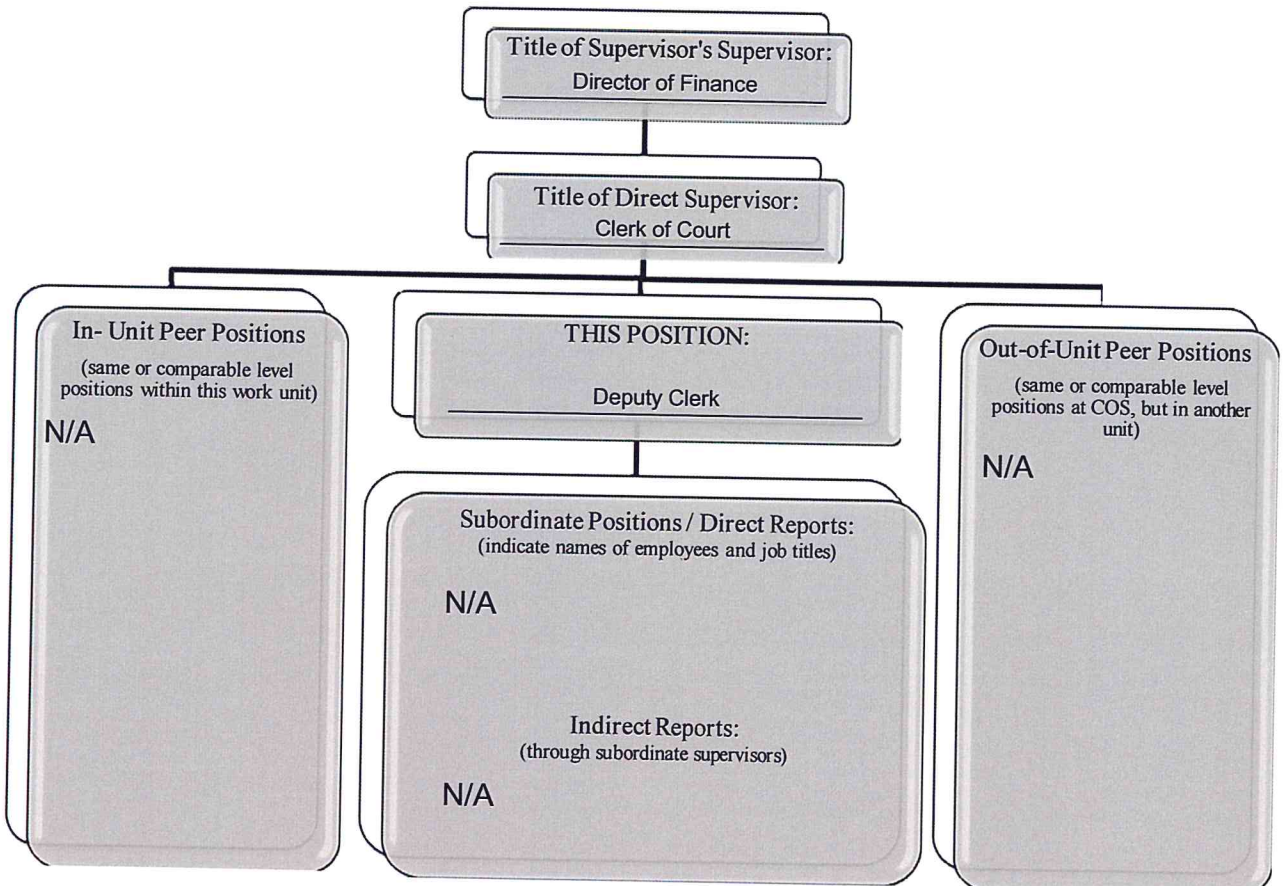 Title of Supervisor's Supervisor:
Director of Finance
Title of Direct Supervisor:
Clerk of Court
In- Unit Peer Positions
(same or comparable level
positions within this work unit)
N/A
THIS POSITION:
Deputy Clerk
Out-of-Unit Peer Positions
(same or comparable level
positions at COS, but in another
unit)
N/A
Subordinate Positions / Direct Reports:
(indicate names of employees and job titles)
N/A
Indirect Reports:
(through subordinate supervisors)
N/A